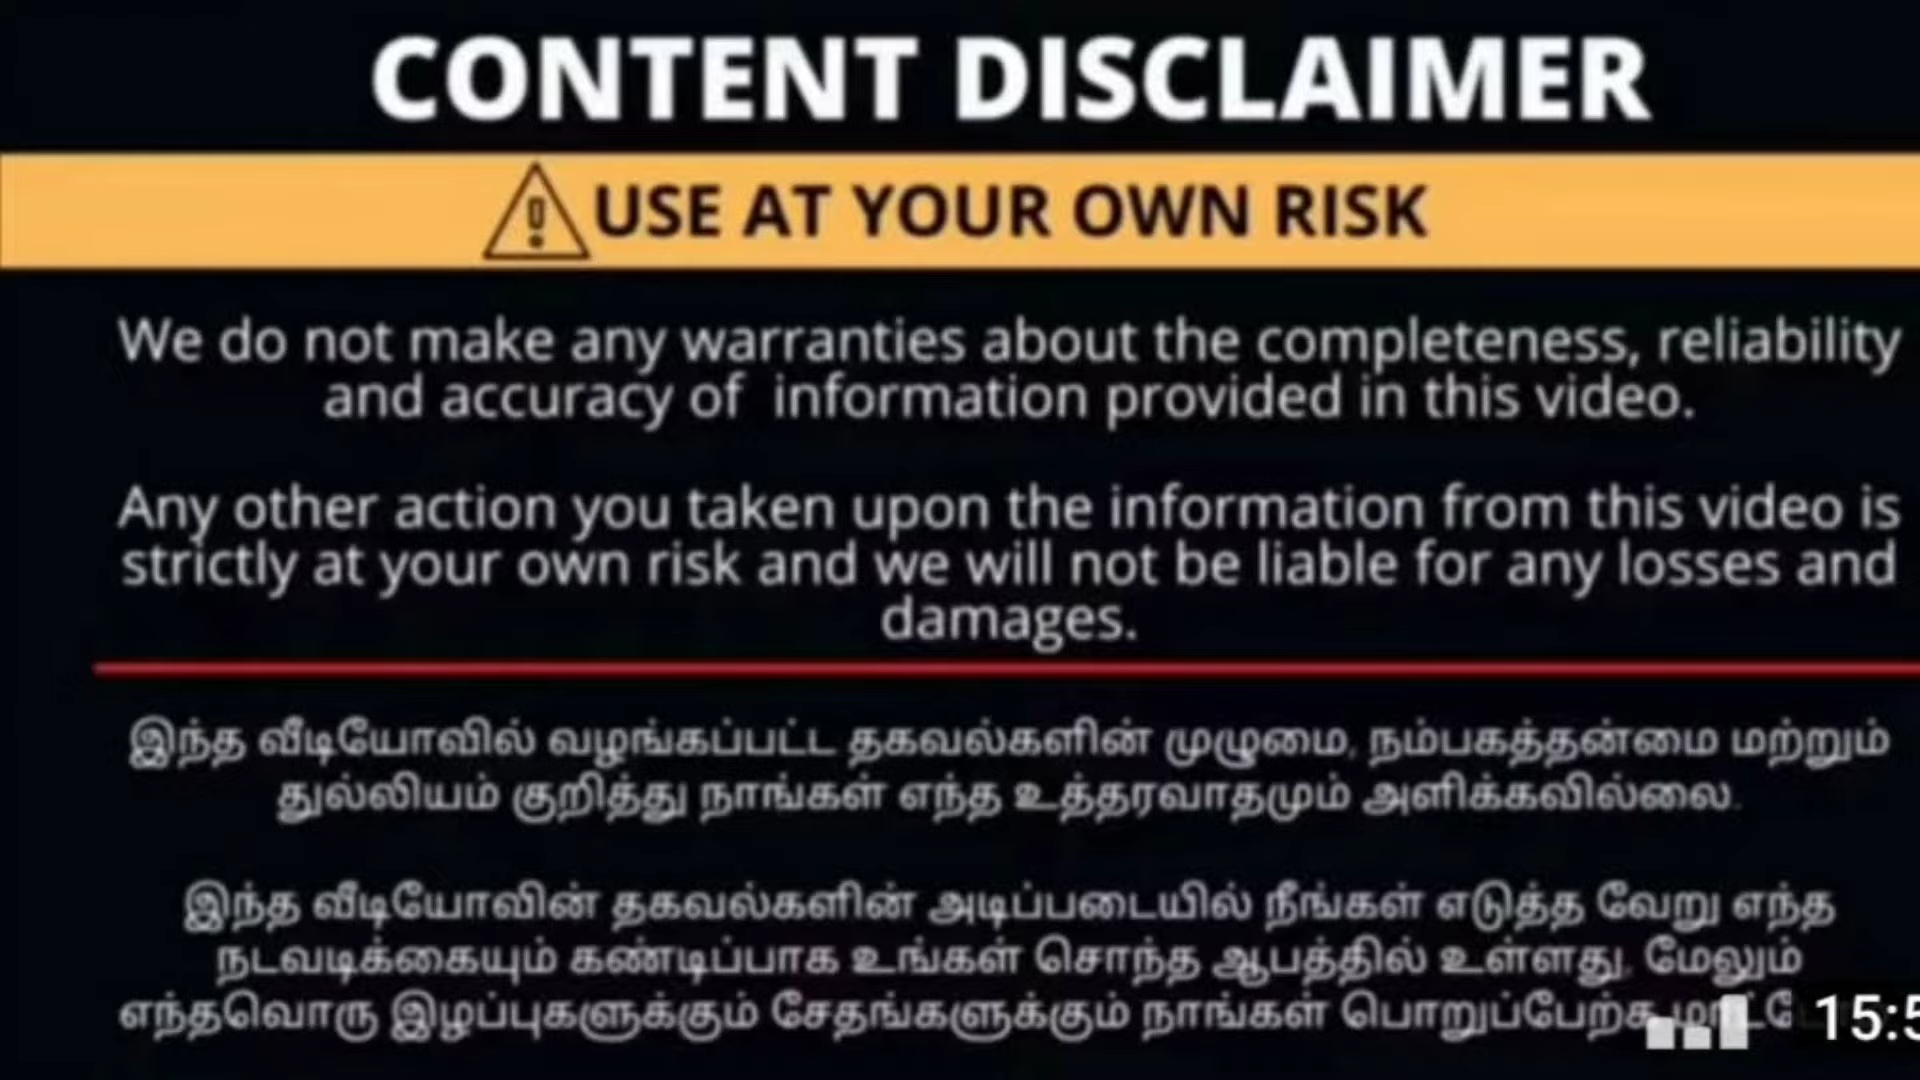 CONTENT DISCLAIMER
USE AT YOUR OWN RISK
We do not make any warranties about the completeness, reliability
and accuracy of information provided in this video.
Any other action you taken upon the information from this video is
strictly at your own risk and we will not be liable for any losses and
damages.
இந்த வீடியோவில் வழங்கப்பட்ட தகவல்களின் முழுமை, நம்பகத்தன்மை மற்றும்
துல்லியம் குறித்து நாங்கள் எந்த உத்தரவாதமும் அளிக்கவில்லை.
இந்த வீடியோவின் தகவல்களின் அடிப்படையில் நீங்கள் எடுத்த வேறு எந்த
நடவடிக்கையும் கண்டிப்பாக உங்கள் சொந்த ஆபத்தில் உள்ளது, மேலும்
எந்தவொரு இழப்புகளுக்கும் சேதங்களுக்கும் நாங்கள் பொறுப்பேற்க